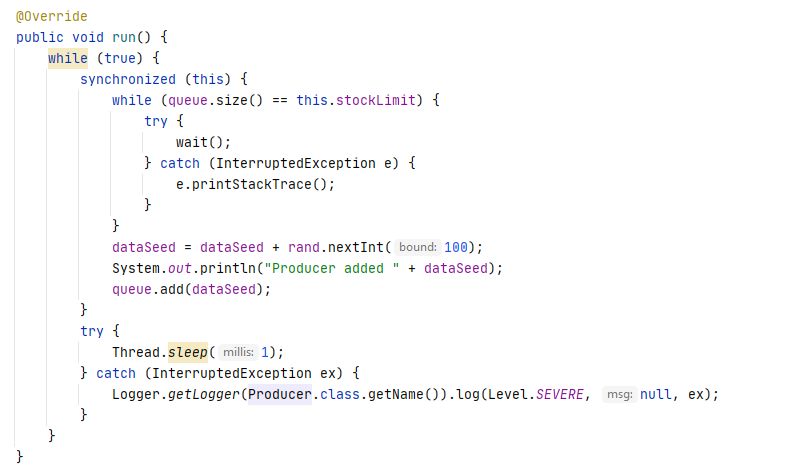 @Override
public void run() {
    while (true) {
        synchronized (this) {
            while (queue.size() == this.stockLimit) {
                try {
                    wait();
                } catch (InterruptedException e) {
                    e.printStackTrace();
                }
            }
            dataSeed = dataSeed + rand.nextInt( bound: 100);
            System.out.println("Producer added " + dataSeed);
            queue.add(dataSeed);
        }
        try {
            Thread.sleep( millis: 1);
        } catch (InterruptedException ex) {
            Logger.getLogger(Producer.class.getName()).log(Level.SEVERE, msg: null, ex);
        }
    }
}